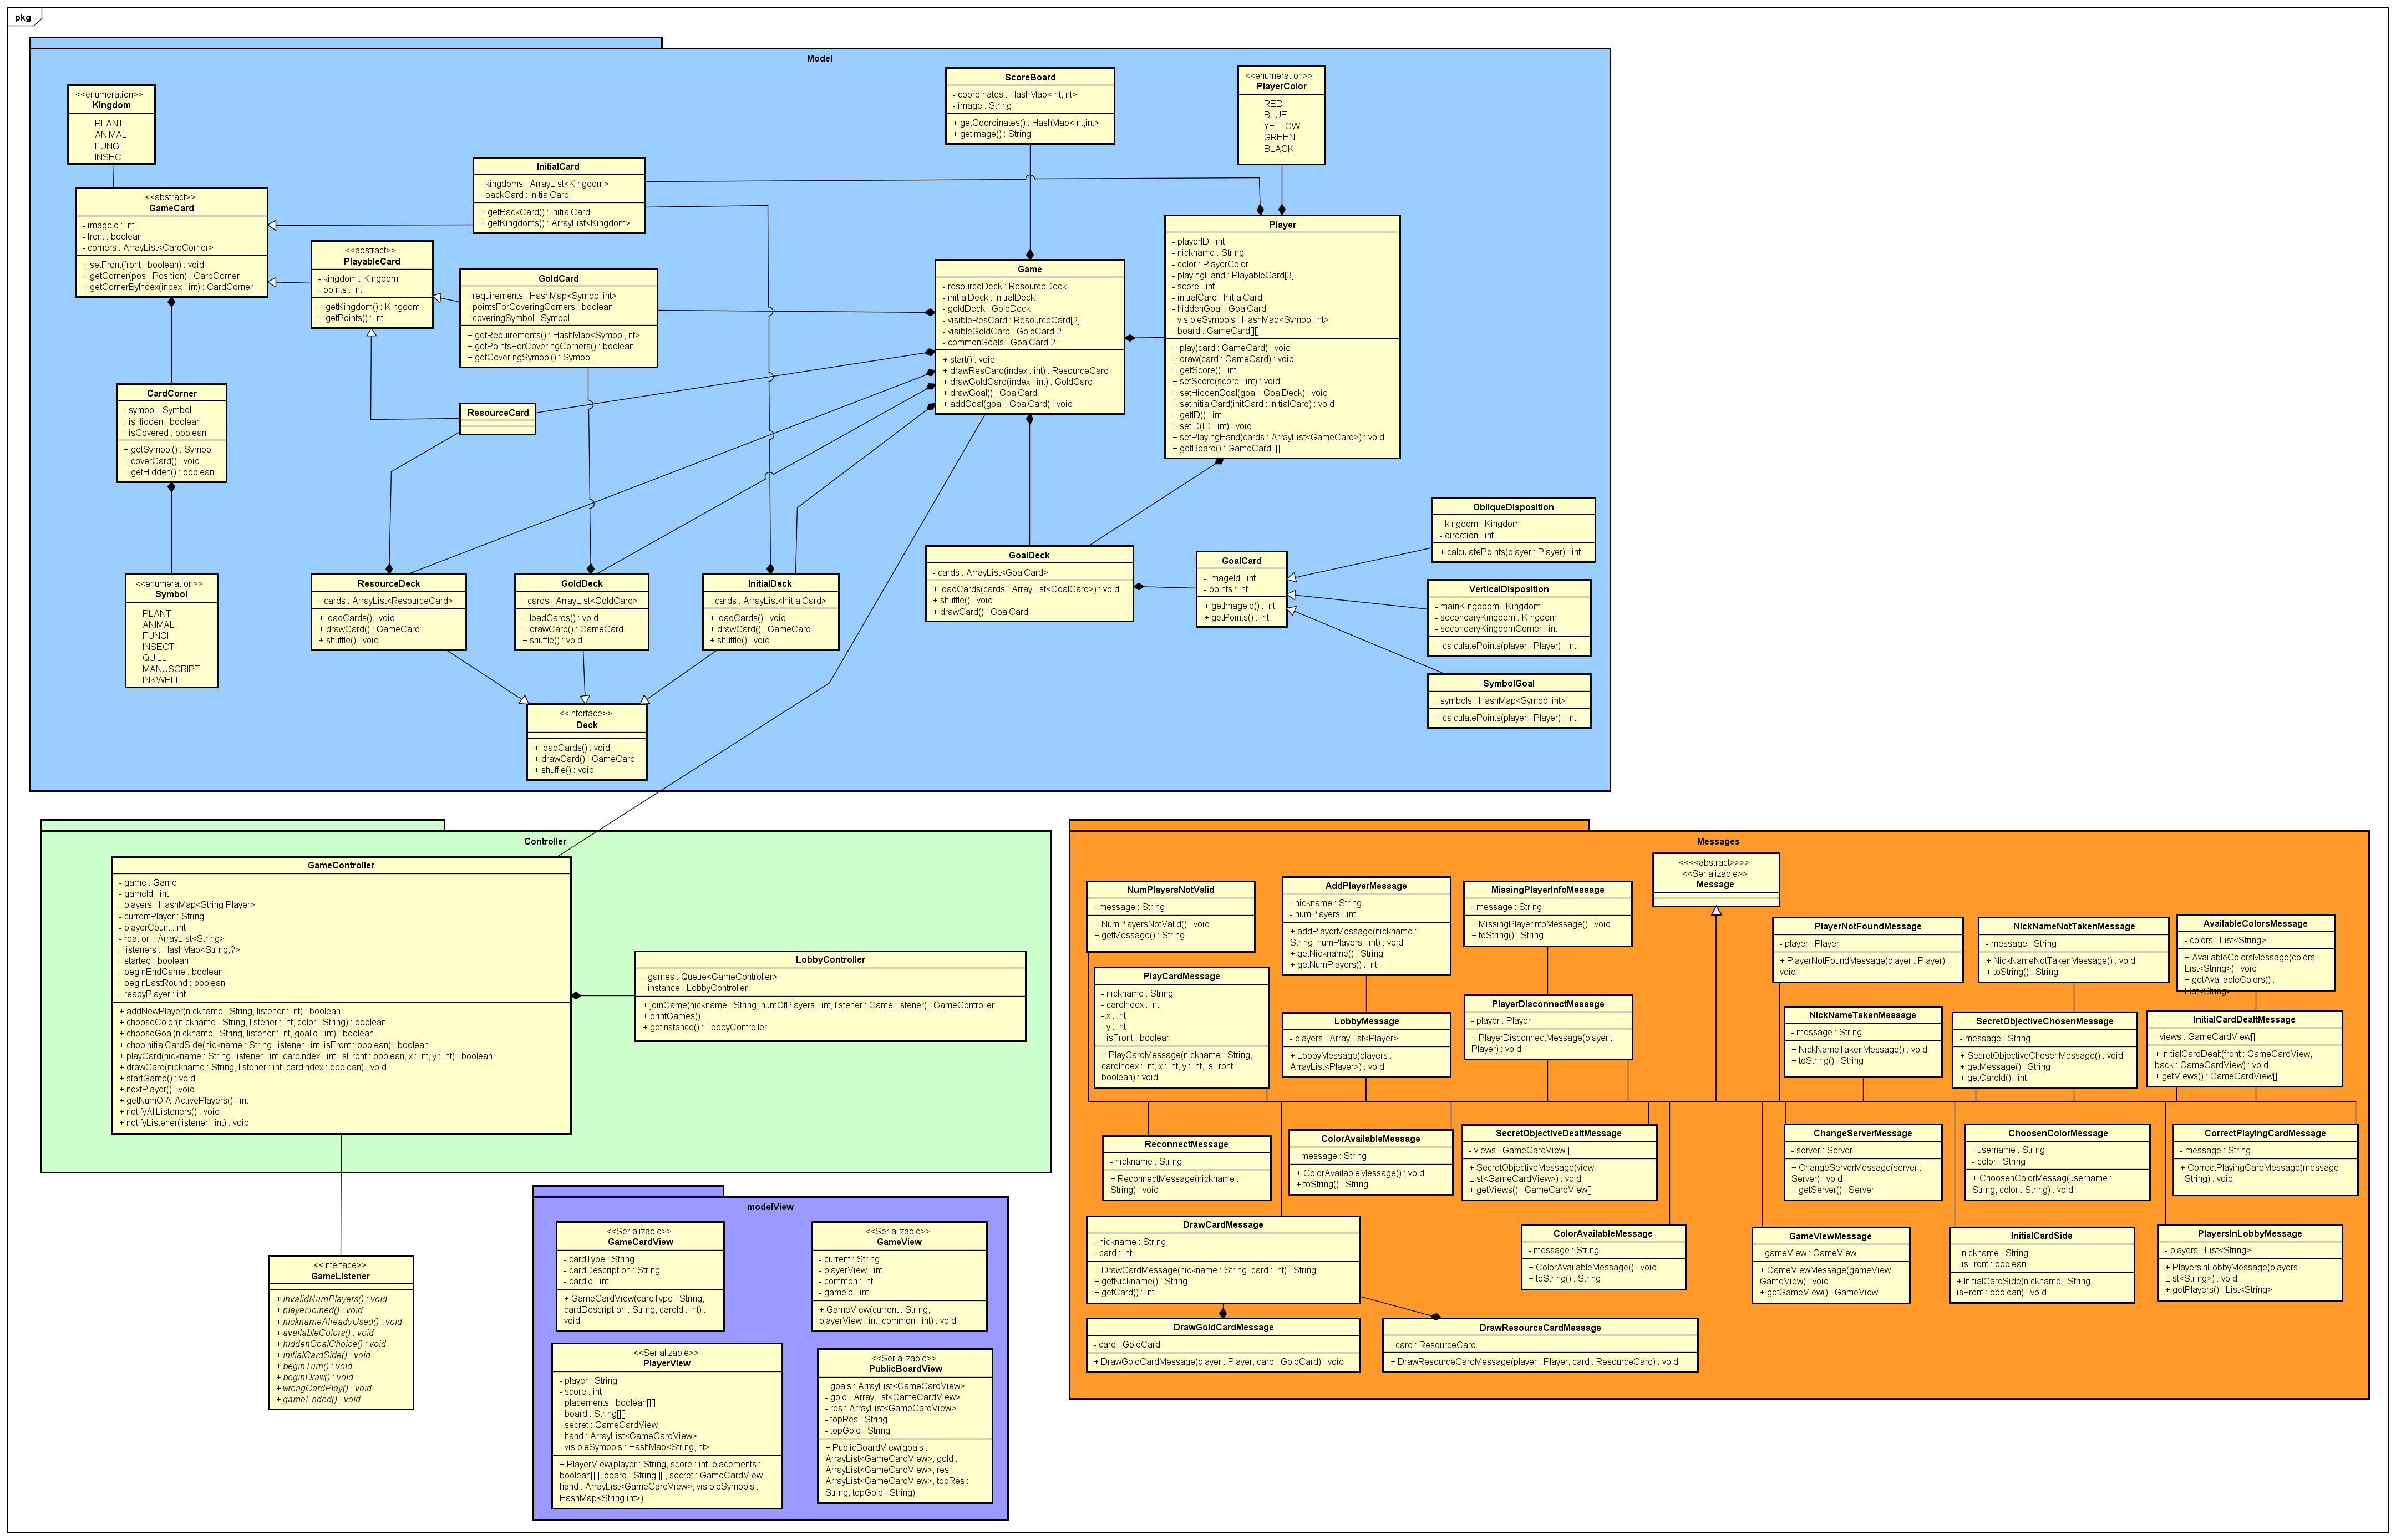 pkg
Model
<<enumeration>>
Kingdom
PLANT
ANIMAL
FUNGI
INSECT
<<abstract>>
GameCard
- imageId : int
- front : boolean
- corners : ArrayList<CardCorner>
+ setFront(front : boolean) : void
+ getCorner(pos : Position) : CardCorner
+ getCornerByIndex(index : int) : CardCorner
InitialCard
- kingdoms : ArrayList<Kingdom>
- backCard : InitialCard
+ getBackCard() : InitialCard
+ getKingdoms() : ArrayList<Kingdom>
<<abstract>>
PlayableCard
- kingdom : Kingdom
- points : int
+ getKingdom() : Kingdom
+ getPoints() : int
GoldCard
- requirements : HashMap<Symbol,int>
- pointsForCoveringCorners : boolean
- coveringSymbol : Symbol
+ getRequirements() : HashMap<Symbol,int>
+ getPointsForCoveringCorners() : boolean
+ getCoveringSymbol() : Symbol
ResourceCard
CardCorner
- symbol : Symbol
- isHidden : boolean
- isCovered : boolean
+ getSymbol() : Symbol
+ coverCard() : void
+ getHidden() : boolean
<<enumeration>>
Symbol
PLANT
ANIMAL
FUNGI
INSECT
QUILL
MANUSCRIPT
INKWELL
ScoreBoard
- coordinates : HashMap<int,int>
- image : String
+ getCoordinates() : HashMap<int,int>
+ getImage() : String
<<enumeration>>
PlayerColor
RED
BLUE
YELLOW
GREEN
BLACK
Game
- resourceDeck : ResourceDeck
- initialDeck : InitialDeck
- goldDeck : GoldDeck
- visibleResCard : ResourceCard[2]
- visibleGoldCard : GoldCard[2]
- commonGoals : GoalCard[2]
+ start() : void
+ drawResCard(index : int) : ResourceCard
+ drawGoldCard(index : int) : GoldCard
+ drawGoal() : GoalCard
+ addGoal(goal : GoalCard) : void
Player
- playerID : int
- nickname : String
- color : PlayerColor
- playingHand : PlayableCard[3]
- score : int
- initialCard : InitialCard
- hiddenGoal : GoalCard
- visibleSymbols : HashMap<Symbol,int>
- board : GameCard[][]
+ play(card : GameCard) : void
+ draw(card : GameCard) : void
+ getScore() : int
+ setScore(score : int) : void
+ setHiddenGoal(goal : GoalDeck) : void
+ setInitialCard(initCard : InitialCard) : void
+ getID() : int
+ setID(ID : int) : void
+ setPlayingHand(cards : ArrayList<GameCard>) : void
+ getBoard() : GameCard[][]
ResourceDeck
- cards : ArrayList<ResourceCard>
+ loadCards() : void
+ drawCard() : GameCard
+ shuffle() : void
GoldDeck
- cards : ArrayList<GoldCard>
+ loadCards() : void
+ drawCard() : GameCard
+ shuffle() : void
InitialDeck
- cards : ArrayList<InitialCard>
+ loadCards() : void
+ drawCard() : GameCard
+ shuffle() : void
<<interface>>
Deck
+ loadCards() : void
+ drawCard() : GameCard
+ shuffle() : void
GoalDeck
- cards : ArrayList<GoalCard>
+ loadCards(cards : ArrayList<GoalCard>) : void
+ shuffle() : void
+ drawCard() : GoalCard
GoalCard
- imageId : int
- points : int
+ getImageId() : int
+ getPoints() : int
ObliqueDisposition
- kingdom : Kingdom
- direction : int
+ calculatePoints(player : Player) : int
VerticalDisposition
- mainKingodom : Kingdom
- secondaryKingdom : Kingdom
- secondaryKingdomCorner : int
+ calculatePoints(player : Player) : int
SymbolGoal
- symbols : HashMap<Symbol,int>
+ calculatePoints(player : Player) : int
Controller
GameController
- game : Game
- gameId : int
- players : HashMap<String,Player>
- currentPlayer : String
- playerCount : int
- roation : ArrayList<String>
- listeners : HashMap<String,?>
- started : boolean
- beginEndGame : boolean
- beginLastRound : boolean
- readyPlayer : int
+ addNewPlayer(nickname : String, listener : int) : boolean
+ chooseColor(nickname : String, listener : int, color : String) : boolean
+ chooseGoal(nickname : String, listener : int, goalId : int) : boolean
+ chooInitialCardSide(nickname : String, listener : int, isFront : boolean) : boolean
+ playCard(nickname : String, listener : int, cardIndex : int, isFront : boolean, x : int, y : int) : boolean
+ drawCard(nickname : String, listener : int, cardIndex : boolean) : void
+ startGame() : void
+ nextPlayer() : void
+ getNumOfAllActivePlayers() : int
+ notifyAllListeners() : void
+ notifyListener(listener : int) : void
LobbyController
- games : Queue<GameController>
- instance : LobbyController
+ joinGame(nickname : String, numOfPlayers : int, listener : GameListener) : GameController
+ printGames()
+ getInstance() : LobbyController
<<interface>>
GameListener
+ invalidNumPlayers() : void
+ playerJoined() : void
+ nicknameAlreadyUsed() : void
+ availableColors() : void
+ hiddenGoalChoice() : void
+ initialCardSide() : void
+ beginTurn() : void
+ beginDraw() : void
+ wrongCardPlay() : void
+ gameEnded() : void
modelView
<<Serializable>>
GameCardView
- cardType : String
- cardDescription : String
- cardId : int
+ GameCardView(cardType : String,
cardDescription : String, cardId : int) :
void
<<Serializable>>
GameView
- current : String
- playerView : int
- common : int
- gameId : int
+ GameView(current : String,
playerView : int, common : int) : void
<<Serializable>>
PlayerView
- player : String
- score : int
- placements : boolean[][]
- board : String[][]
- secret : GameCardView
- hand : ArrayList<GameCardView>
- visibleSymbols : HashMap<String,int>
+ PlayerView(player : String, score : int, placements :
boolean[][], board : String[][], secret : GameCardView,
hand : ArrayList<GameCardView>, visibleSymbols :
HashMap<String,int>)
<<Serializable>>
PublicBoardView
- goals : ArrayList<GameCardView>
- gold : ArrayList<GameCardView>
- res : ArrayList<GameCardView>
- topRes : String
- topGold : String
+ PublicBoardView(goals :
ArrayList<GameCardView>, gold :
ArrayList<GameCardView>, res :
ArrayList<GameCardView>, topRes :
String, topGold : String)
Messages
<<<<abstract>>>>
<<Serializable>>
Message
NumPlayersNotValid
- message : String
+ NumPlayersNotValid() : void
+ getMessage() : String
AddPlayerMessage
- nickname : String
- numPlayers : int
+ addPlayerMessage(nickname :
String, numPlayers : int) : void
+ getNickname() : String
+ getNumPlayers() : int
MissingPlayerInfoMessage
- message : String
+ MissingPlayerInfoMessage() : void
+ toString() : String
PlayerNotFoundMessage
- player : Player
+ PlayerNotFoundMessage(player : Player) :
void
NickNameNotTakenMessage
- message : String
+ NickNameNotTakenMessage() : void
+ toString() : String
AvailableColorsMessage
- colors : List<String>
+ AvailableColorsMessage(colors :
List<String>) : void
+ getAvailableColors() :
List<String>
PlayCardMessage
- nickname : String
- cardIndex : int
- x : int
- y : int
- isFront : boolean
+ PlayCardMessage(nickname : String,
cardIndex : int, x : int, y : int, isFront :
boolean) : void
LobbyMessage
- players : ArrayList<Player>
+ LobbyMessage(players :
ArrayList<Player>) : void
PlayerDisconnectMessage
- player : Player
+ PlayerDisconnectMessage(player :
Player) : void
NickNameTakenMessage
- message : String
+ NickNameTakenMessage() : void
+ toString() : String
SecretObjectiveChosenMessage
- message : String
+ SecretObjectiveChosenMessage() : void
+ getMessage() : String
+ getCardId() : int
InitialCardDealtMessage
- views : GameCardView[]
+ InitialCardDealt(front : GameCardView,
back : GameCardView) : void
+ getViews() : GameCardView[]
ReconnectMessage
- nickname : String
+ ReconnectMessage(nickname :
String) : void
ColorAvailableMessage
- message : String
+ ColorAvailableMessage() : void
+ toString() : String
SecretObjectiveDealtMessage
- views : GameCardView[]
+ SecretObjectiveMessage(view :
List<GameCardView>) : void
+ getViews() : GameCardView[]
ChangeServerMessage
- server : Server
+ ChangeServerMessage(server :
Server) : void
+ getServer() : Server
ChoosenColorMessage
- username : String
- color : String
+ ChoosenColorMessag(username :
String, color : String) : void
CorrectPlayingCardMessage
- message : String
+ CorrectPlayingCardMessage(message
: String) : void
DrawCardMessage
- nickname : String
- card : int
+ DrawCardMessage(nickname : String, card : int) : String
+ getNickname() : String
+ getCard() : int
ColorAvailableMessage
- message : String
+ ColorAvailableMessage() : void
+ toString() : String
GameViewMessage
- gameView : GameView
+ GameViewMessage(gameView :
GameView) : void
+ getGameView() : GameView
InitialCardSide
- nickname : String
- isFront : boolean
+ InitialCardSide(nickname : String,
isFront : boolean) : void
PlayersInLobbyMessage
- players : List<String>
+ PlayersInLobbyMessage(players :
List<String>) : void
+ getPlayers() : List<String>
DrawGoldCardMessage
- card : GoldCard
+ DrawGoldCardMessage(player : Player, card : GoldCard) : void
DrawResourceCardMessage
- card : ResourceCard
+ DrawResourceCardMessage(player : Player, card : ResourceCard) : void